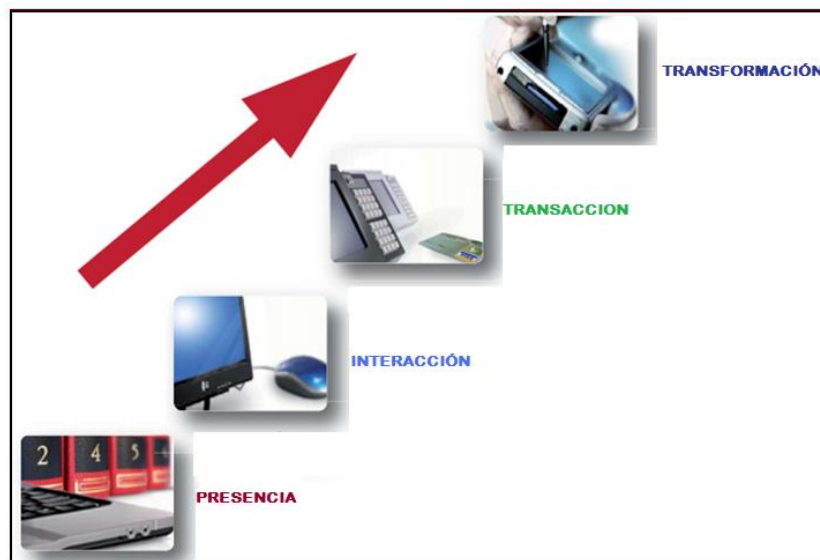 TRANSFORMACIÓN
TRANSACCION
INTERACCIÓN
2 4 5
PRESENCIA